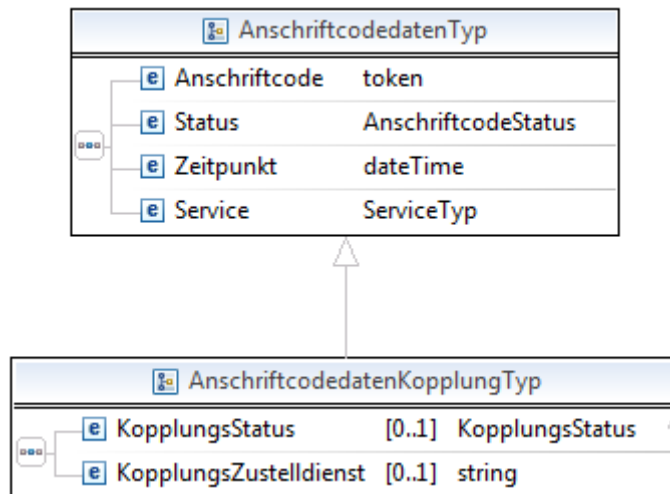 AnschriftcodedatenTyp
e Anschriftcode token
e Status AnschriftcodeStatus
e Zeitpunkt dateTime
e Service ServiceTyp
AnschriftcodedatenKopplungTyp
e KopplungsStatus [0..1] KopplungsStatus
e KopplungsZustelldienst [0..1] string